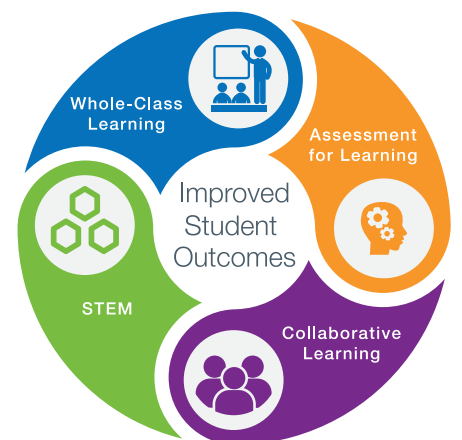 Whole-Class
Learning
Assessment
for Learning
Improved
Student
Outcomes
STEM
Collaborative
Learning